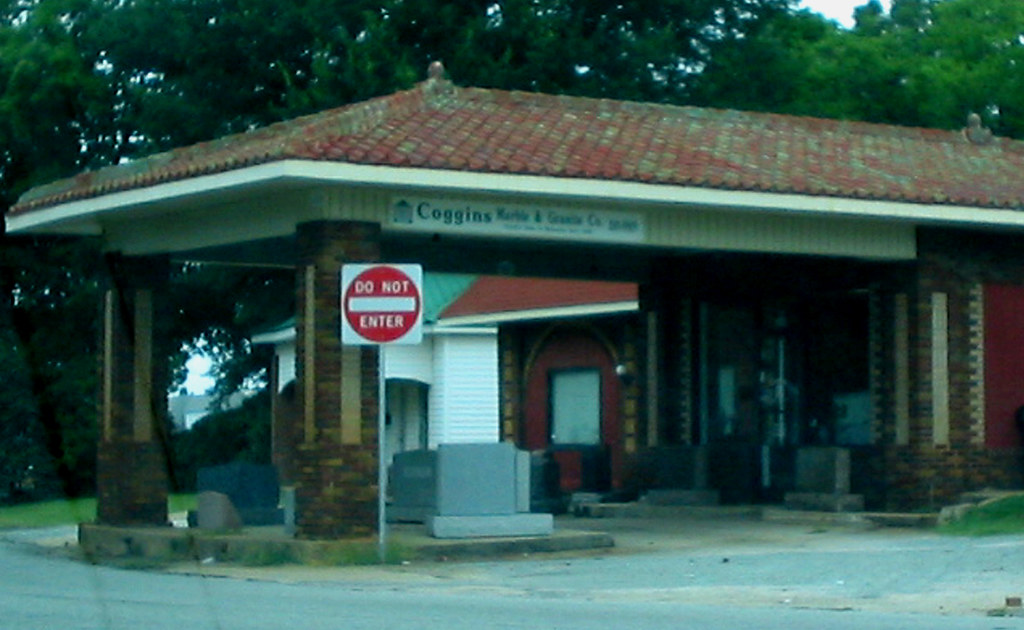 Coggins Marble & Granite Co.
DO NOT
ENTER